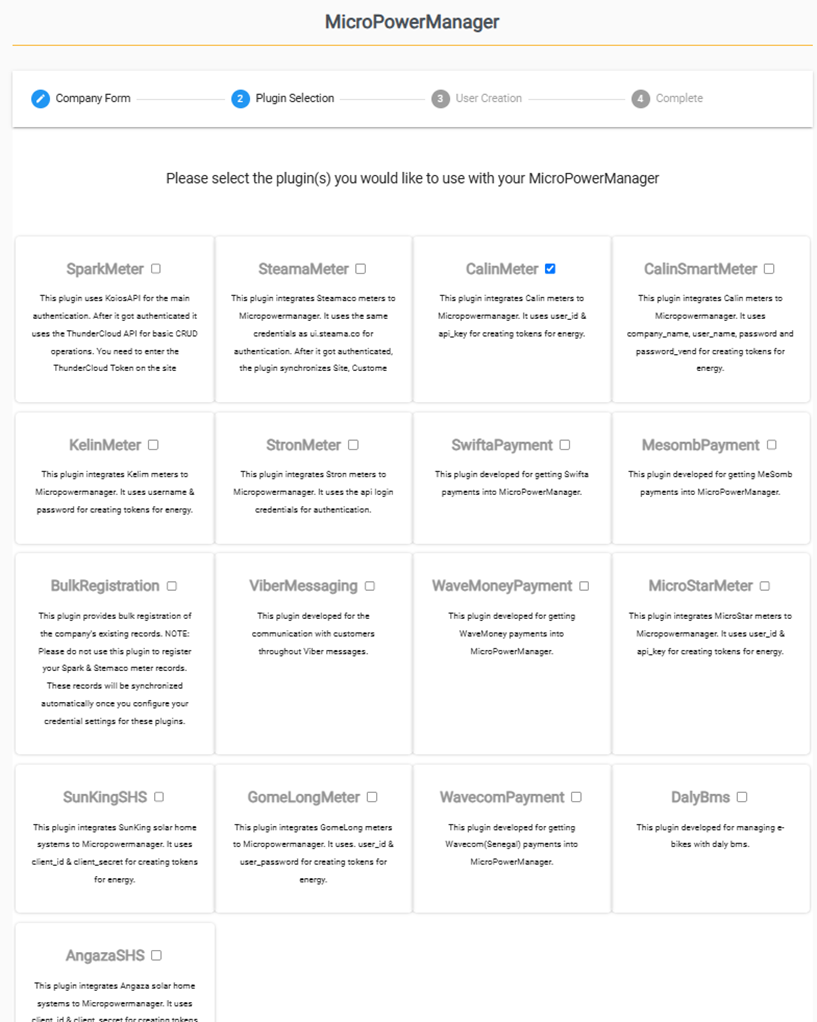 MicroPowerManager
Company Form
2 Plugin Selection
3 User Creation
4 Complete
Please select the plugin(s) you would like to use with your MicroPowerManager
SparkMeter
This plugin uses KoiosAPI for the main
authentication. After it got authenticated it
uses the ThunderCloud API for basic CRUD
operations. You need to enter the
ThunderCloud Token on the site
SteamaMeter
This plugin integrates Steamaco meters to
Micropowermanager. It uses the same
credentials as ui.steama.co for
authentication. After it got authenticated,
the plugin synchronizes Site, Custome
CalinMeter
This plugin integrates Calin meters to
Micropowermanager. It uses user_id &
api_key for creating tokens for energy.
CalinSmartMeter
This plugin integrates Calin meters to
Micropowermanager. It uses
company_name, user_name, password and
password_vend for creating tokens for
energy.
KelinMeter
This plugin integrates Kelim meters to
Micropowermanager. It uses username &
password for creating tokens for energy.
StronMeter
This plugin integrates Stron meters to
Micropowermanager. It uses the api login
credentials for authentication.
SwiftaPayment
This plugin developed for getting Swifta
payments into MicroPowerManager.
MesombPayment
This plugin developed for getting MeSomb
payments into MicroPowerManager.
BulkRegistration
This plugin provides bulk registration of
the company's existing records. NOTE:
Please do not use this plugin to register
your Spark & Stemaco meter records.
These records will be synchronized
automatically once you configure your
credential settings for these plugins.
ViberMessaging
This plugin developed for the
communication with customers
throughout Viber messages.
WaveMoneyPayment
This plugin developed for getting
WaveMoney payments into
MicroPowerManager.
MicroStarMeter
This plugin integrates MicroStar meters to
Micropowermanager. It uses user_id &
api_key for creating tokens for energy.
SunKingSHS
This plugin integrates SunKing solar home
systems to Micropowermanager. It uses
client_id & client_secret for creating tokens
for energy.
GomeLongMeter
This plugin integrates GomeLong meters
to Micropowermanager. It uses. user_id &
user_password for creating tokens for
energy.
WavecomPayment
This plugin developed for getting
Wavecom(Senegal) payments into
MicroPowerManager.
DalyBms
This plugin developed for managing e-
bikes with daly bms.
AngazaSHS
This plugin integrates Angaza solar home
systems to Micropowermanager. It uses
client_id & client_secret for creating tokens